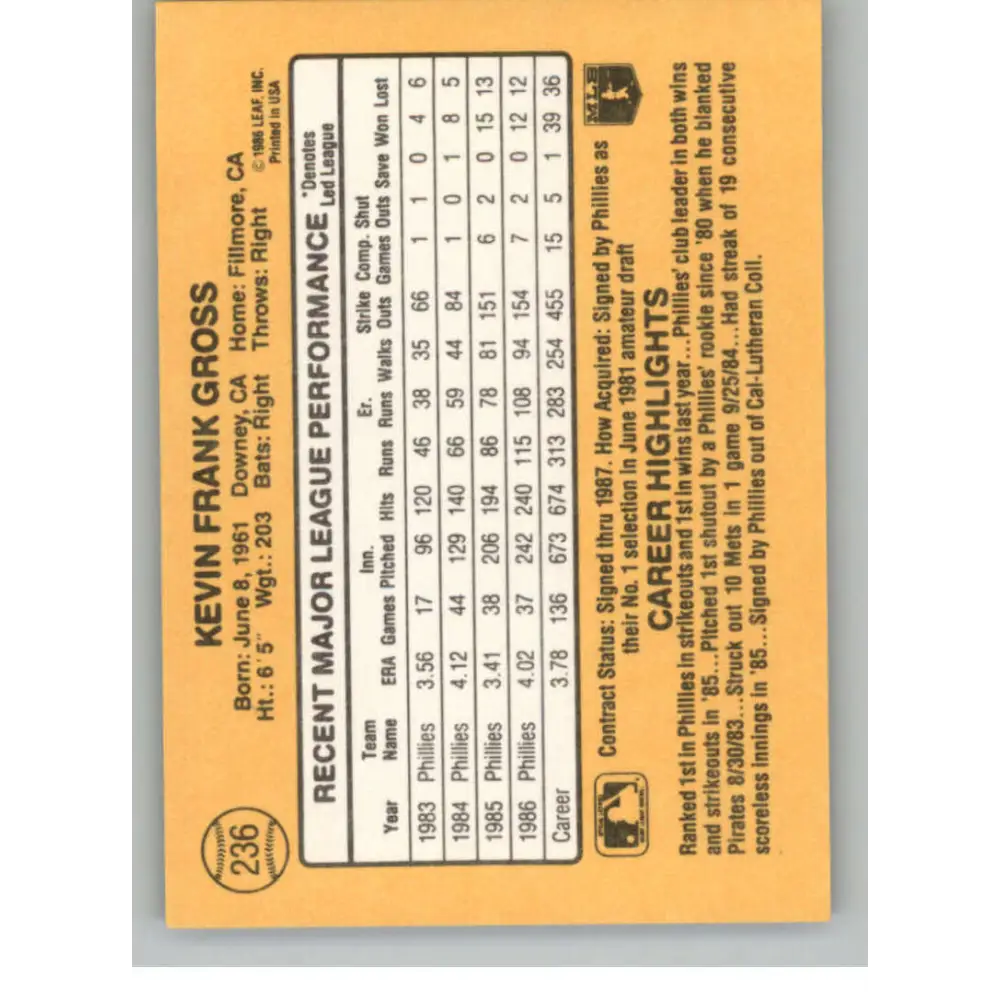 236
KEVIN FRANK GROSS
Born: June 8, 1961 Downey, CA Home: Fillmore, CA
Ht.: 6'5" Wgt.: 203 Bats: Right Throws: Right
© 1986 LEAF, INC.
Printed in USA
RECENT MAJOR LEAGUE PERFORMANCE
*Denotes
Led League
Team Inn. Er. Strike Comp. Shut
Year Name ERA Games Pitched Hits Runs Runs Walks Outs Games Outs Save Won Lost
1983 Phillies 3.56 17 96 120 46 38 35 66 1 1 0 4 6
1984 Phillies 4.12 44 129 140 66 59 44 84 1 0 1 8 5
1985 Phillies 3.41 38 206 194 86 78 81 151 6 2 0 15 13
1986 Phillies 4.02 37 242 240 115 108 94 154 7 2 0 12 12
Career 3.78 136 673 674 313 283 254 455 15 5 1 39 36
Contract Status: Signed thru 1987. How Acquired: Signed by Phillies as
their No. 1 selection in June 1981 amateur draft
MLB
CAREER HIGHLIGHTS
Ranked 1st in Phillies in strikeouts and 1st in wins last year...Phillies' club leader in both wins
and strikeouts in '85...Pitched 1st shutout by a Phillies' rookie since '80 when he blanked
Pirates 8/30/83...Struck out 10 Mets in 1 game 9/25/84...Had streak of 19 consecutive
scoreless innings in '85...Signed by Phillies out of Cal-Lutheran Coll.